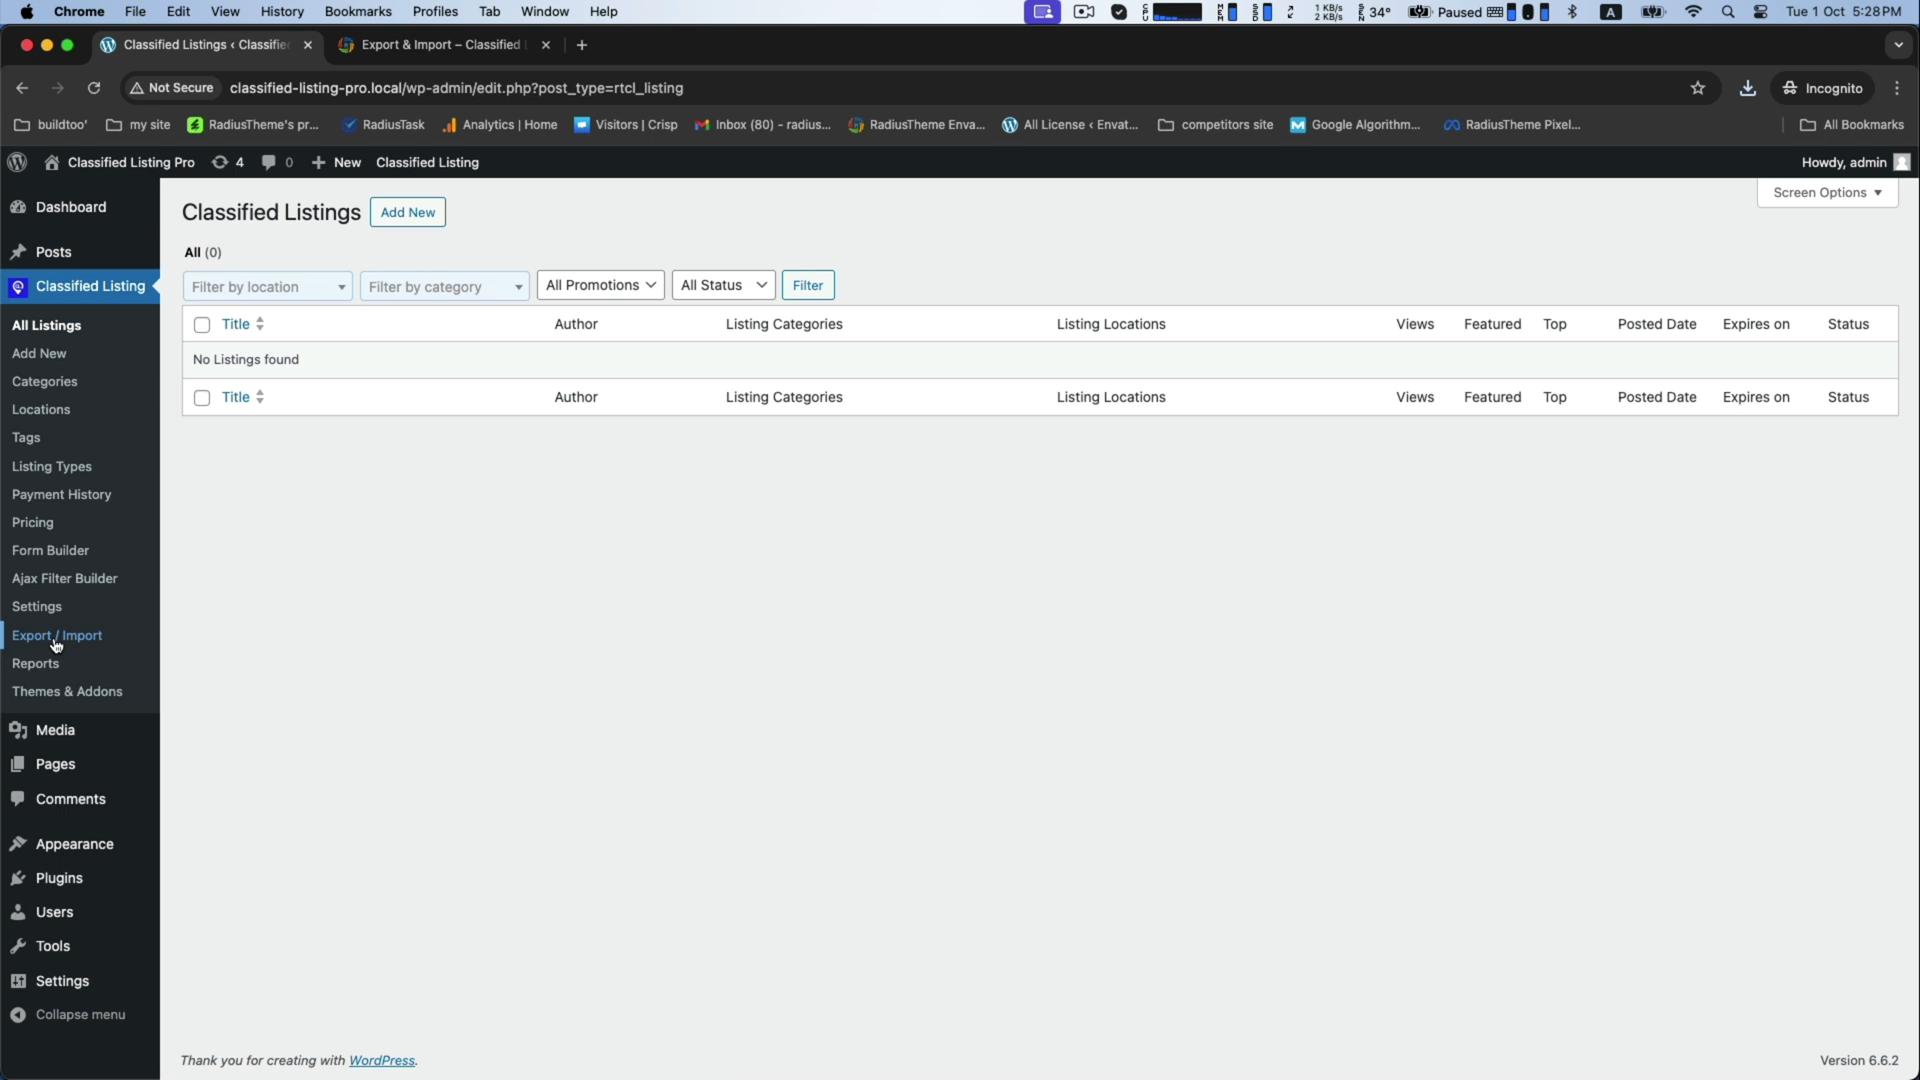 Chrome File Edit View History Bookmarks Profiles Tab Window Help 1 KB/s 2 KB/s 34° Paused A Tue 1 Oct 5:28 PM
Classified Listings ‹ Classifie Export & Import – Classified
Not Secure classified-listing-pro.local/wp-admin/edit.php?post_type=rtcl_listing Incognito
buildtoo' my site RadiusTheme's pr... RadiusTask Analytics | Home Visitors | Crisp Inbox (80) - radius... RadiusTheme Enva... All License ‹ Envat... competitors site Google Algorithm... RadiusTheme Pixel... All Bookmarks
Classified Listing Pro 4 0 New Classified Listing Howdy, admin
Screen Options
Dashboard
Posts
Classified Listing
All Listings
Add New
Categories
Locations
Tags
Listing Types
Payment History
Pricing
Form Builder
Ajax Filter Builder
Settings
Export / Import
Reports
Themes & Addons
Media
Pages
Comments
Appearance
Plugins
Users
Tools
Settings
Collapse menu
Classified Listings Add New
All (0)
Filter by location Filter by category All Promotions All Status Filter
Title Author Listing Categories Listing Locations Views Featured Top Posted Date Expires on Status
No Listings found
Title Author Listing Categories Listing Locations Views Featured Top Posted Date Expires on Status
Thank you for creating with WordPress. Version 6.6.2